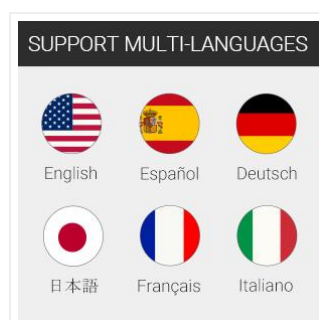 SUPPORT MULTI-LANGUAGES
English Español Deutsch
日本語 Français Italiano